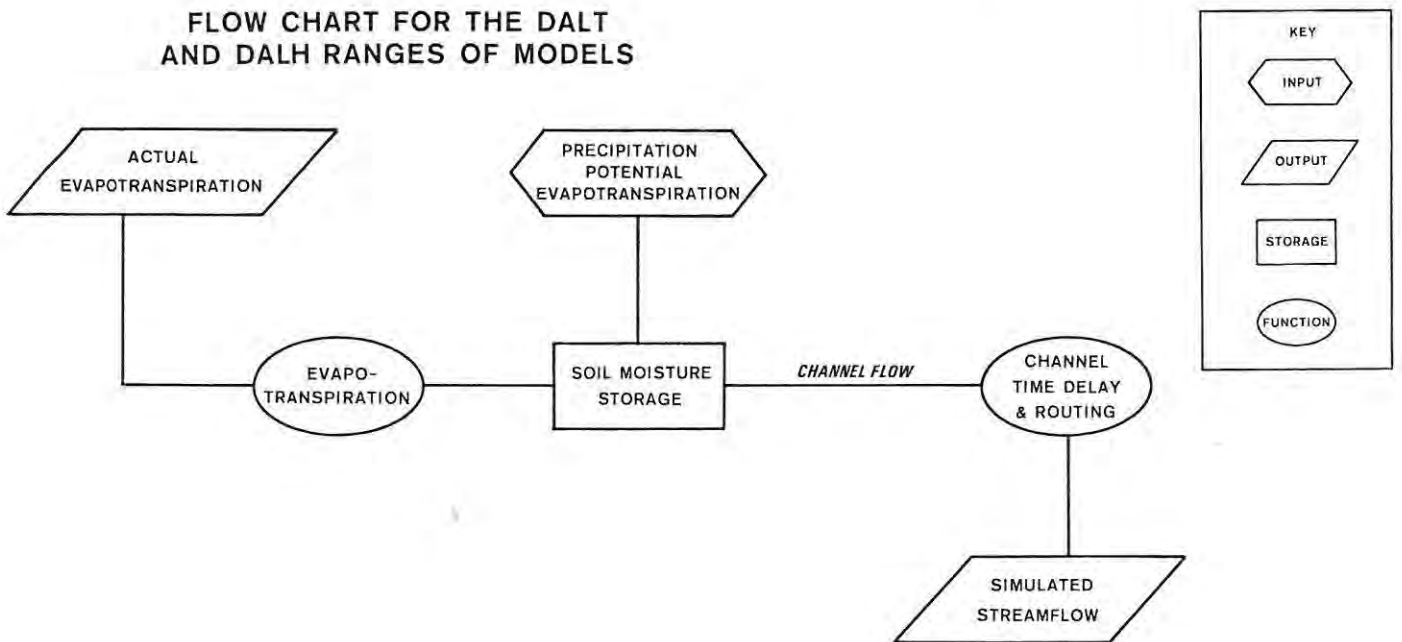 FLOW CHART FOR THE DALT
AND DALH RANGES OF MODELS
KEY
INPUT
OUTPUT
STORAGE
FUNCTION
ACTUAL
EVAPOTRANSPIRATION
PRECIPITATION
POTENTIAL
EVAPOTRANSPIRATION
EVAPO-
TRANSPIRATION
SOIL MOISTURE
STORAGE
CHANNEL FLOW
CHANNEL
TIME DELAY
& ROUTING
SIMULATED
STREAMFLOW